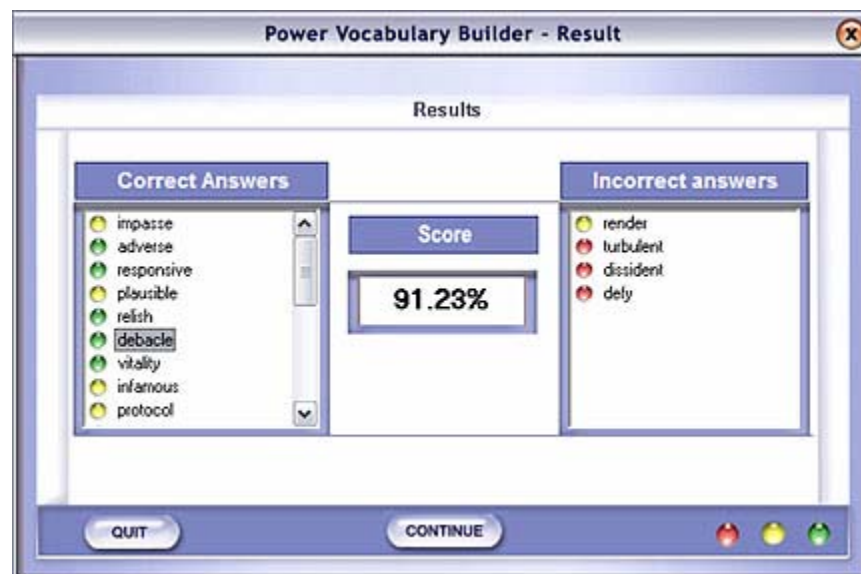 Power Vocabulary Builder - Result
Results
Correct Answers
impasse
adverse
responsive
plausible
relish
debacle
vitality
infamous
protocol
Score
91.23%
Incorrect answers
render
turbulent
dissident
defy
QUIT
CONTINUE